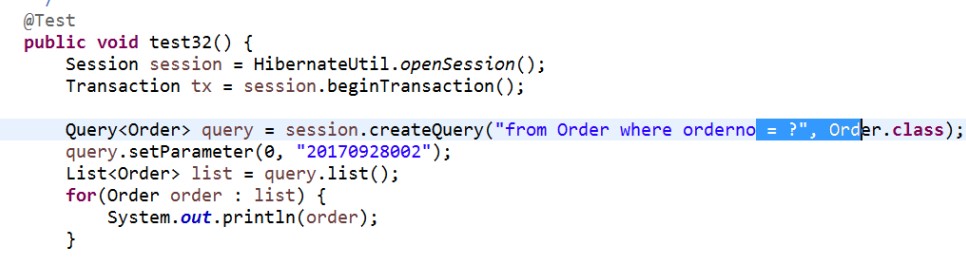 @Test
public void test32() {
    Session session = HibernateUtil.openSession();
    Transaction tx = session.beginTransaction();
    Query<Order> query = session.createQuery("from Order where orderno = ?", Order.class);
    query.setParameter(0, "20170928002");
    List<Order> list = query.list();
    for(Order order : list) {
        System.out.println(order);
    }